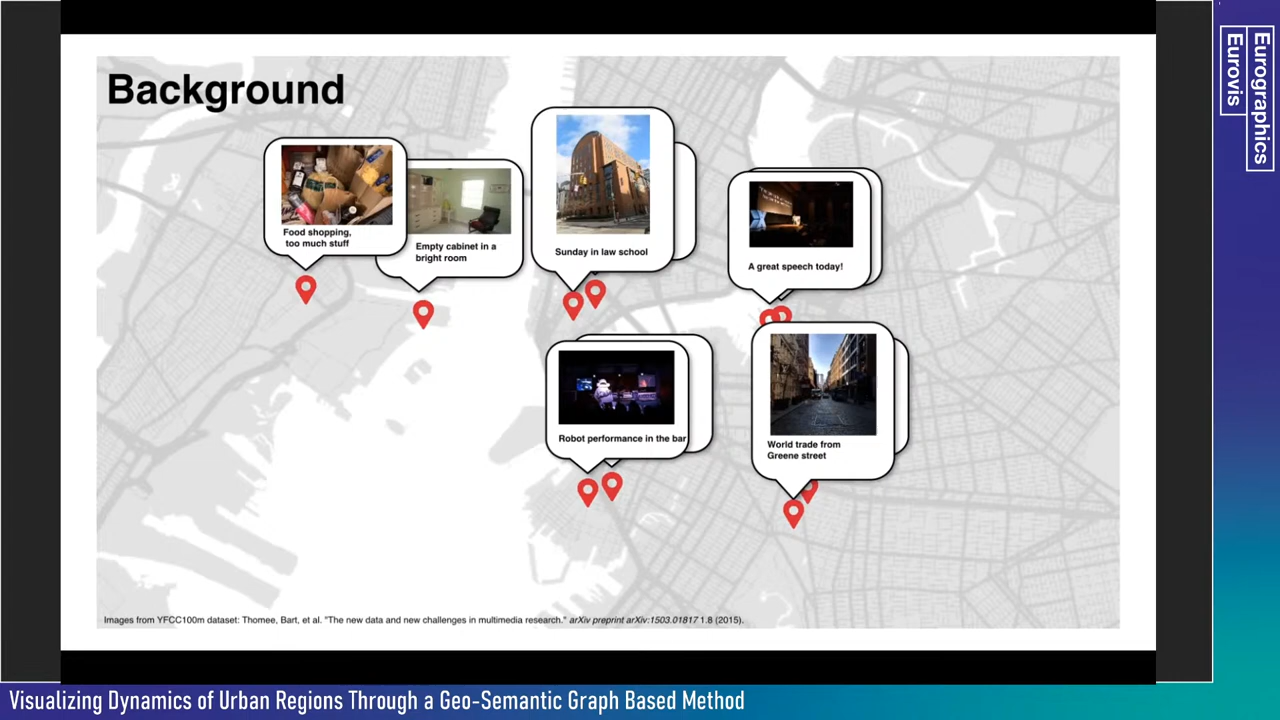 Background
Food shopping,
too much stuff
Empty cabinet in a
bright room
Sunday in law school
A great speech today!
Robot performance in the bar
World trade from
Greene street
Images from YFCC100m dataset: Thomee, Bart, et al. "The new data and new challenges in multimedia research." arXiv preprint arXiv:1503.01817 1.8 (2015).
Eurographics
Eurovis
Visualizing Dynamics of Urban Regions Through a Geo-Semantic Graph Based Method